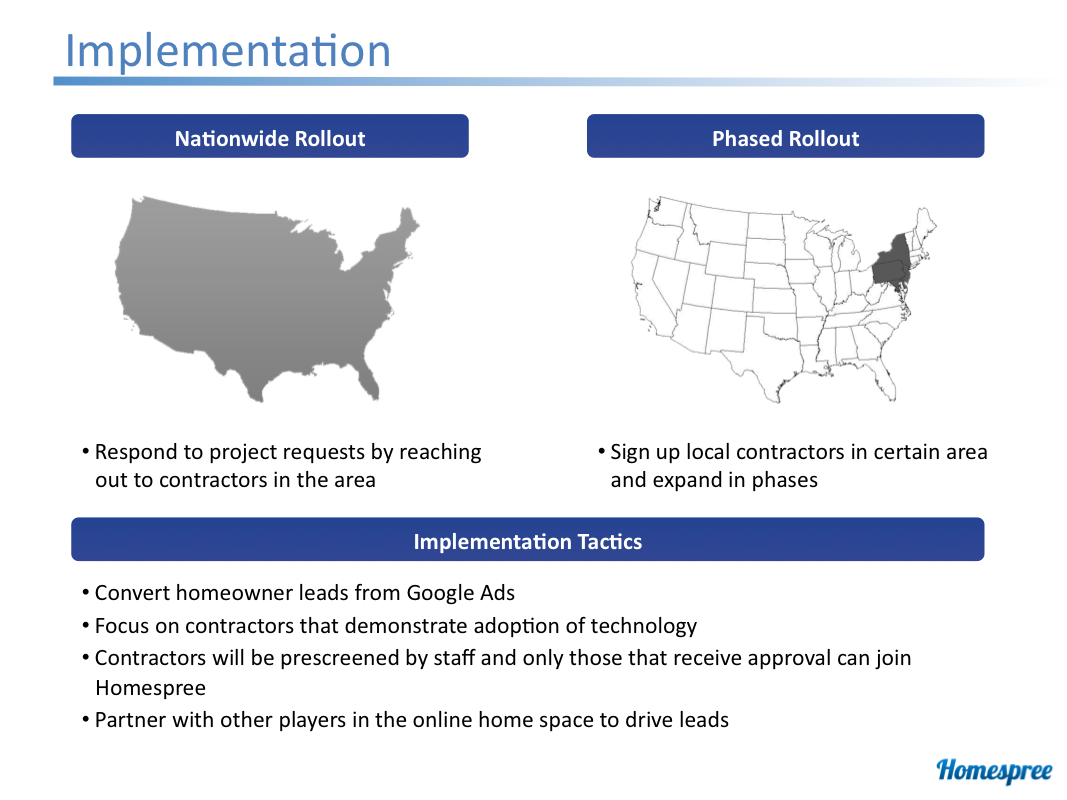 Implementation
Nationwide Rollout
Phased Rollout
• Respond to project requests by reaching
out to contractors in the area
• Sign up local contractors in certain area
and expand in phases
Implementation Tactics
• Convert homeowner leads from Google Ads
• Focus on contractors that demonstrate adoption of technology
• Contractors will be prescreened by staff and only those that receive approval can join
Homespree
• Partner with other players in the online home space to drive leads
Homespree